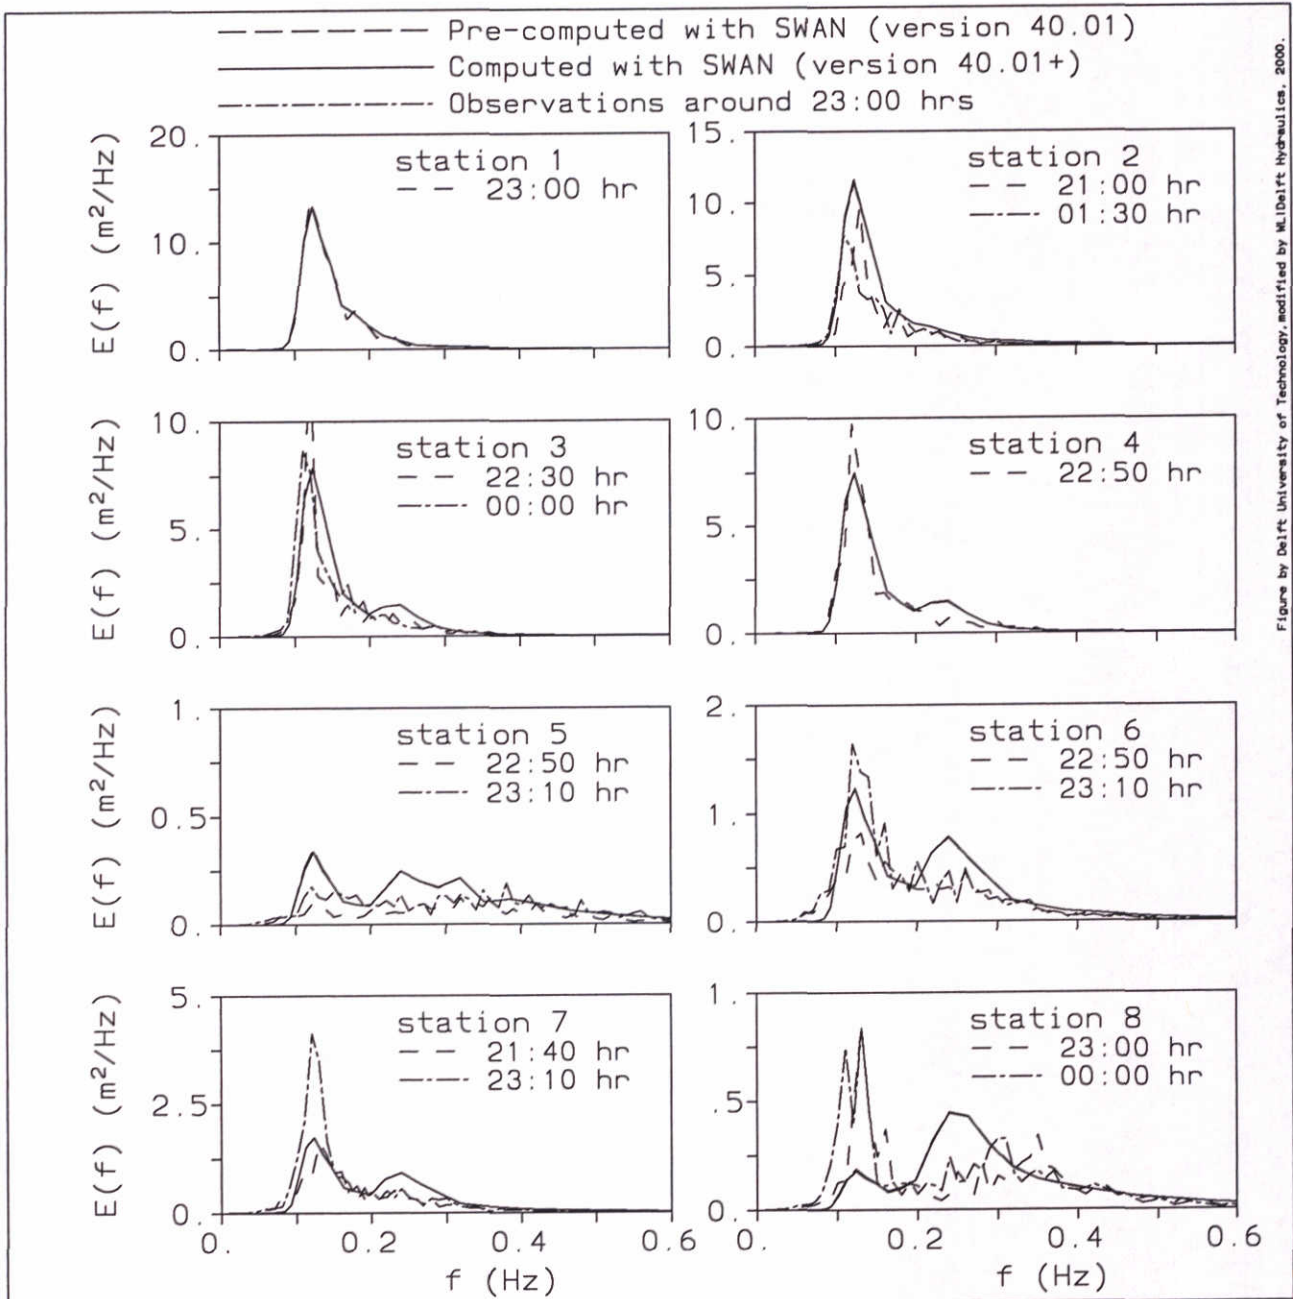 Pre-computed with SWAN (version 40.01)
Computed with SWAN (version 40.01+)
Observations around 23:00 hrs
20.
10.
0.
E(f) (m²/Hz)
station 1
23:00 hr
15.
10.
5.
0.
station 2
21:00 hr
01:30 hr
10.
5.
0.
E(f) (m²/Hz)
station 3
22:30 hr
00:00 hr
10.
5.
0.
station 4
22:50 hr
1.
0.5
0.
E(f) (m²/Hz)
station 5
22:50 hr
23:10 hr
2.
1.
0.
station 6
22:50 hr
23:10 hr
5.
2.5
0.
E(f) (m²/Hz)
station 7
21:40 hr
23:10 hr
0. 0.2 0.4 0.6
f (Hz)
1.
.5
0.
station 8
23:00 hr
00:00 hr
0. 0.2 0.4 0.6
f (Hz)
Figure by Delft University of Technology, modified by WL|Delft Hydraulics, 2000.